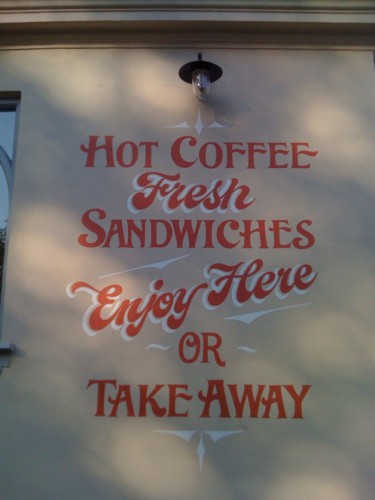 HOT COFFEE
Fresh
SANDWICHES
Enjoy Here
~ OR ~
TAKE AWAY